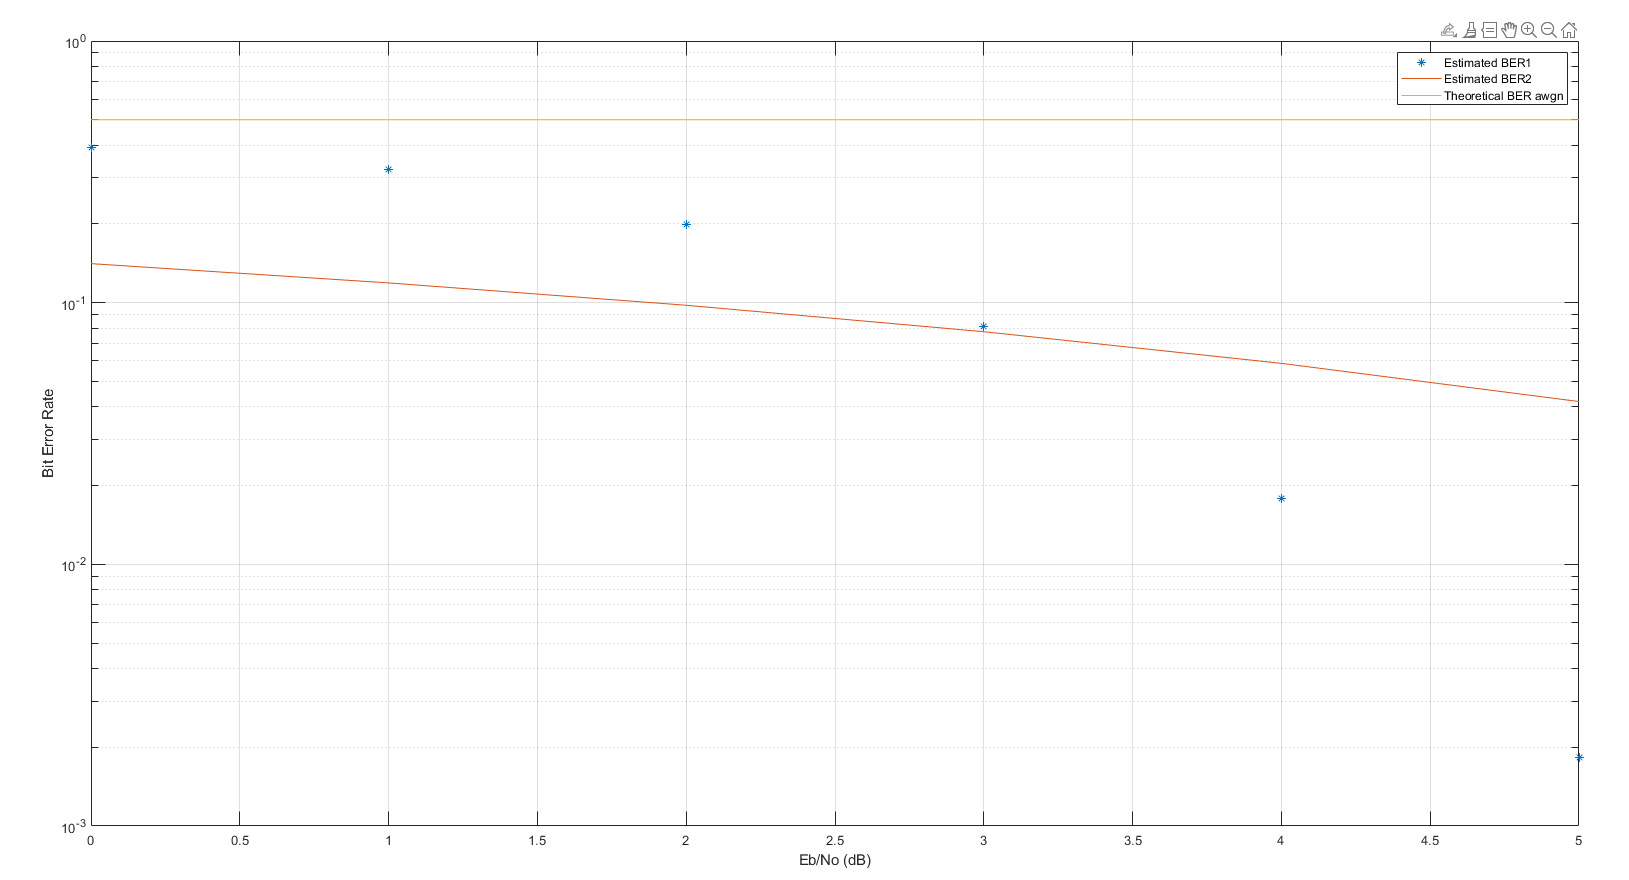 Estimated BER1
Estimated BER2
Theoretical BER awgn
10^0
10^-1
10^-2
10^-3
Bit Error Rate
0 0.5 1 1.5 2 2.5 3 3.5 4 4.5 5
Eb/No (dB)